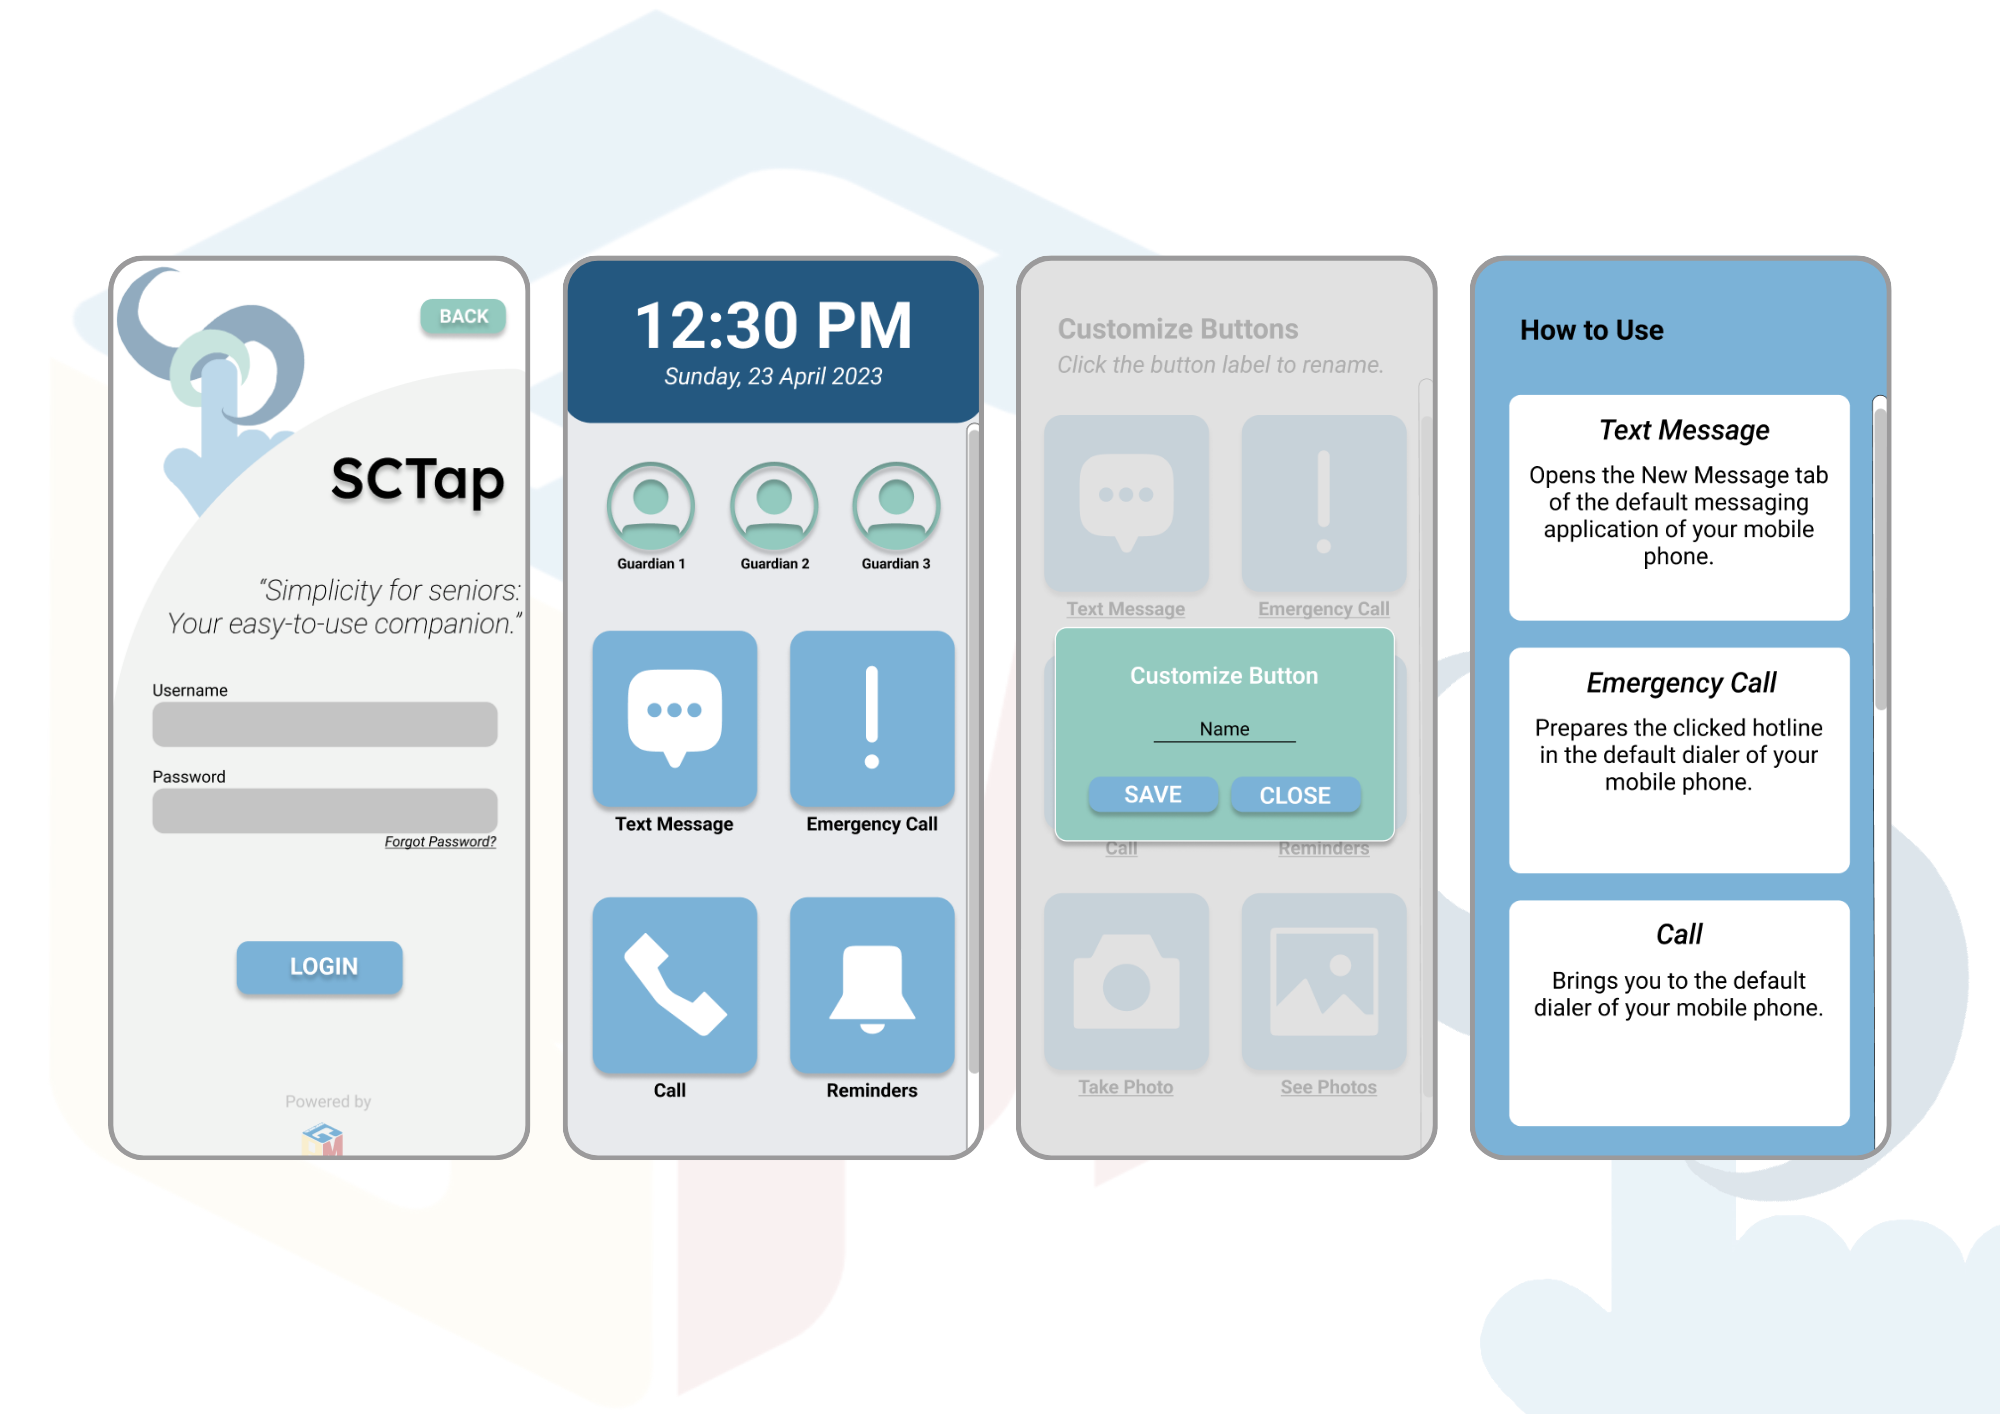 BACK
SCTap
“Simplicity for seniors:
Your easy-to-use companion.”
Username
Password
Forgot Password?
LOGIN
Powered by
12:30 PM
Sunday, 23 April 2023
Guardian 1
Guardian 2
Guardian 3
Text Message
Emergency Call
Call
Reminders
Customize Buttons
Click the button label to rename.
Text Message
Emergency Call
Customize Button
Name
SAVE
CLOSE
Call
Reminders
Take Photo
See Photos
How to Use
Text Message
Opens the New Message tab
of the default messaging
application of your mobile
phone.
Emergency Call
Prepares the clicked hotline
in the default dialer of your
mobile phone.
Call
Brings you to the default
dialer of your mobile phone.